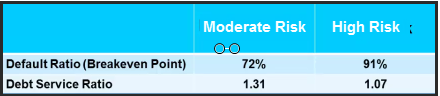 Moderate Risk High Risk ;
Default Ratio (Breakeven Point) 72% 91%
Debt Service Ratio 1.31 1.07